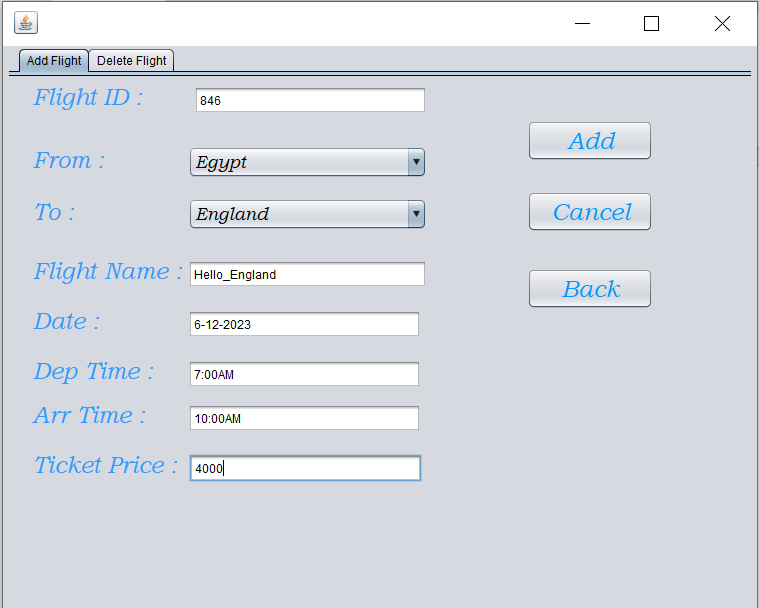 Add Flight Delete Flight
Flight ID : 846
From : Egypt
To : England
Flight Name : Hello_England
Date : 6-12-2023
Dep Time : 7:00AM
Arr Time : 10:00AM
Ticket Price : 4000
Add
Cancel
Back